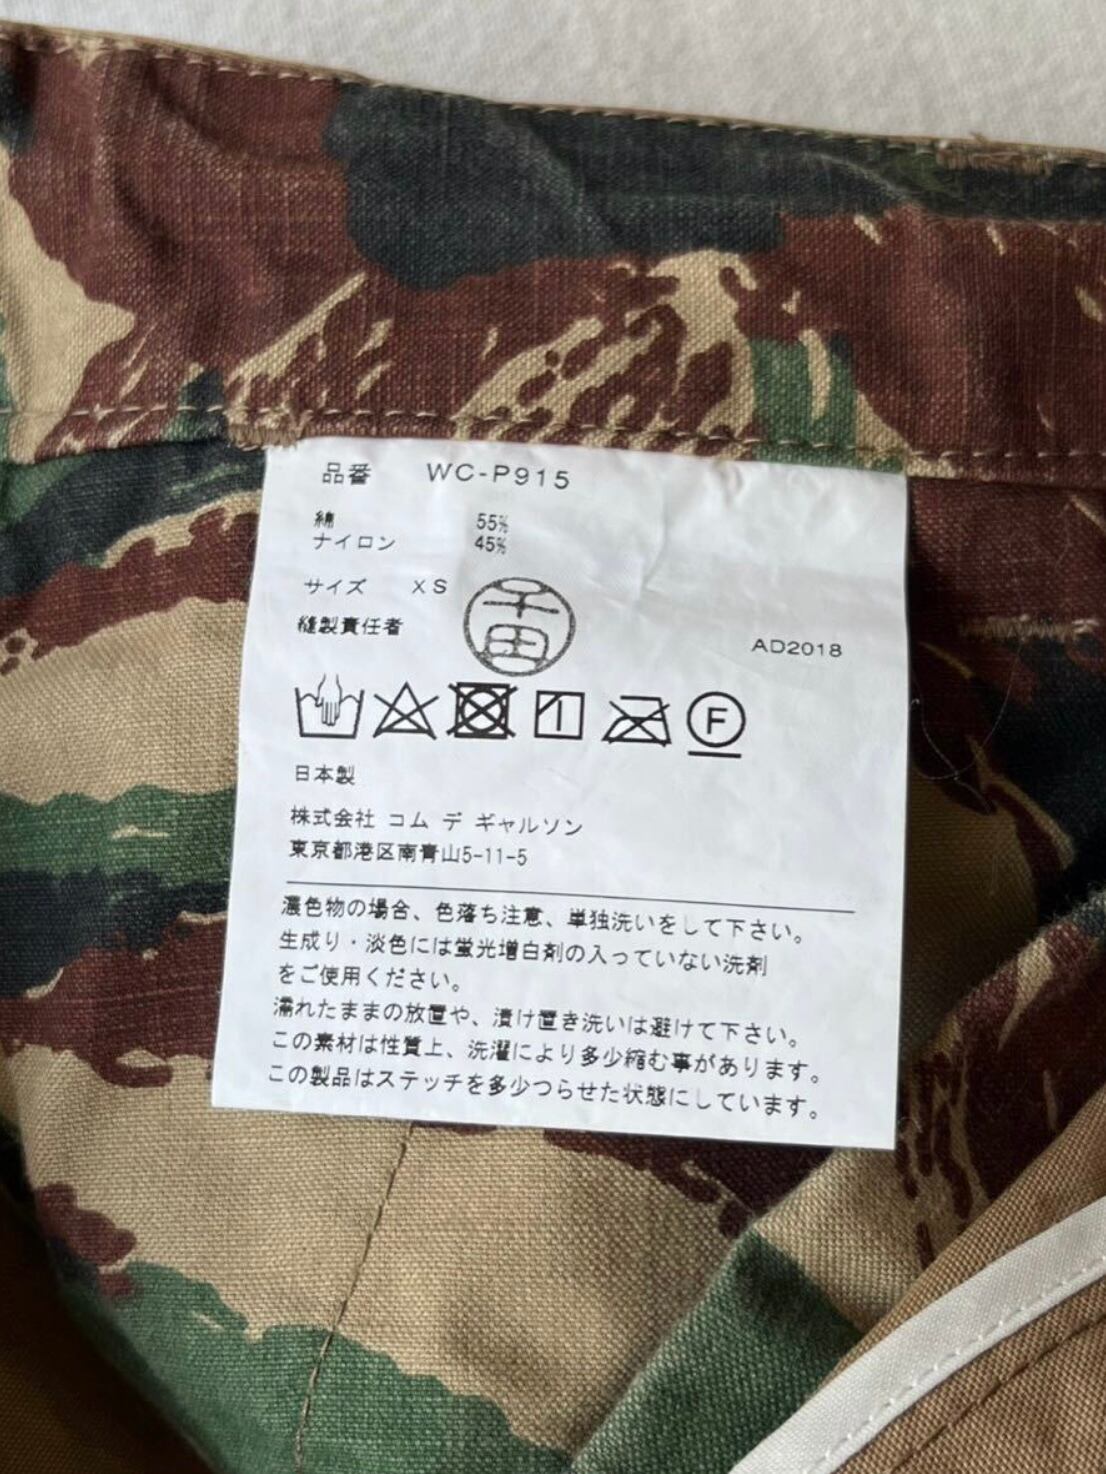 品番 WC-P915
綿 55%
ナイロン 45%
サイズ XS
縫製責任者 千田
AD2018
F
日本製
株式会社 コム デ ギャルソン
東京都港区南青山5-11-5
濃色物の場合、色落ち注意、単独洗いをして下さい。
生成り・淡色には蛍光増白剤の入っていない洗剤
をご使用ください。
濡れたままの放置や、漬け置き洗いは避けて下さい。
この素材は性質上、洗濯により多少縮む事があります。
この製品はステッチを多少つらせた状態にしています。